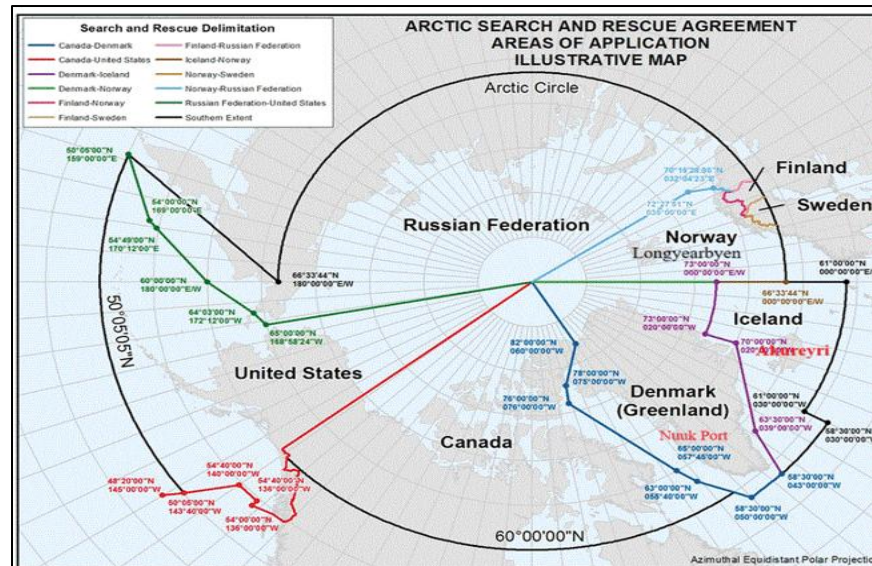 ARCTIC SEARCH AND RESCUE AGREEMENT
AREAS OF APPLICATION
ILLUSTRATIVE MAP
Search and Rescue Delimitation
Canada-Denmark
Canada-United States
Denmark-Iceland
Denmark-Norway
Finland-Norway
Finland-Sweden
Finland-Russian Federation
Iceland-Norway
Norway-Sweden
Norway-Russian Federation
Russian Federation-United States
Southern Extent
Arctic Circle
50°05'00"N
159°00'00"E
54°00'00"N
169°00'00"E
54°49'00"N
170°12'00"E
60°00'00"N
180°00'00"E/W
64°03'00"N
172°12'00"W
65°00'00"N
168°58'24"W
66°33'44"N
180°00'00"E/W
Russian Federation
032°04'23"E
Finland
Sweden
Norway
Longyearbyen
73°00'00"N
000°00'00"E/W
61°00'00"N
000°00'00"E/W
66°33'44"N
000°00'00"E/W
Iceland
73°00'00"N
020°00'00"W
70°00'00"N
Akureyri
82°00'00"N
060°00'00"W
78°00'00"N
075°00'00"W
76°00'00"N
076°00'00"W
Denmark
(Greenland)
Nuuk Port
61°00'00"N
030°00'00"W
58°30'00"N
030°00'00"W
63°30'00"N
039°00'00"W
65°00'00"N
057°45'00"W
63°00'00"N
055°40'00"W
58°30'00"N
043°00'00"W
58°30'00"N
050°00'00"W
50°05'05"N
United States
Canada
54°40'00"N
140°00'00"W
54°40'00"N
136°00'00"W
48°20'00"N
145°00'00"W
50°05'00"N
143°40'00"W
54°00'00"N
136°00'00"W
60°00'00"N
Azimuthal Equidistant Polar Projectio